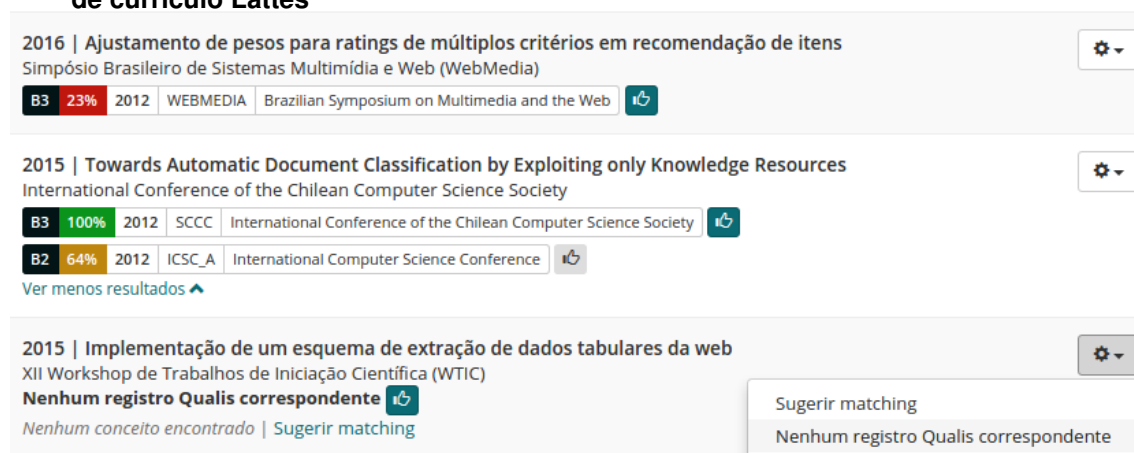 de currículo Lattes
2016 | Ajustamento de pesos para ratings de múltiplos critérios em recomendação de itens
Simpósio Brasileiro de Sistemas Multimídia e Web (WebMedia)
B3 23% 2012 WEBMEDIA Brazilian Symposium on Multimedia and the Web
2015 | Towards Automatic Document Classification by Exploiting only Knowledge Resources
International Conference of the Chilean Computer Science Society
B3 100% 2012 SCCC International Conference of the Chilean Computer Science Society
B2 64% 2012 ICSC_A International Computer Science Conference
Ver menos resultados
2015 | Implementação de um esquema de extração de dados tabulares da web
XII Workshop de Trabalhos de Iniciação Científica (WTIC)
Nenhum registro Qualis correspondente
Nenhum conceito encontrado | Sugerir matching
Sugerir matching
Nenhum registro Qualis correspondente